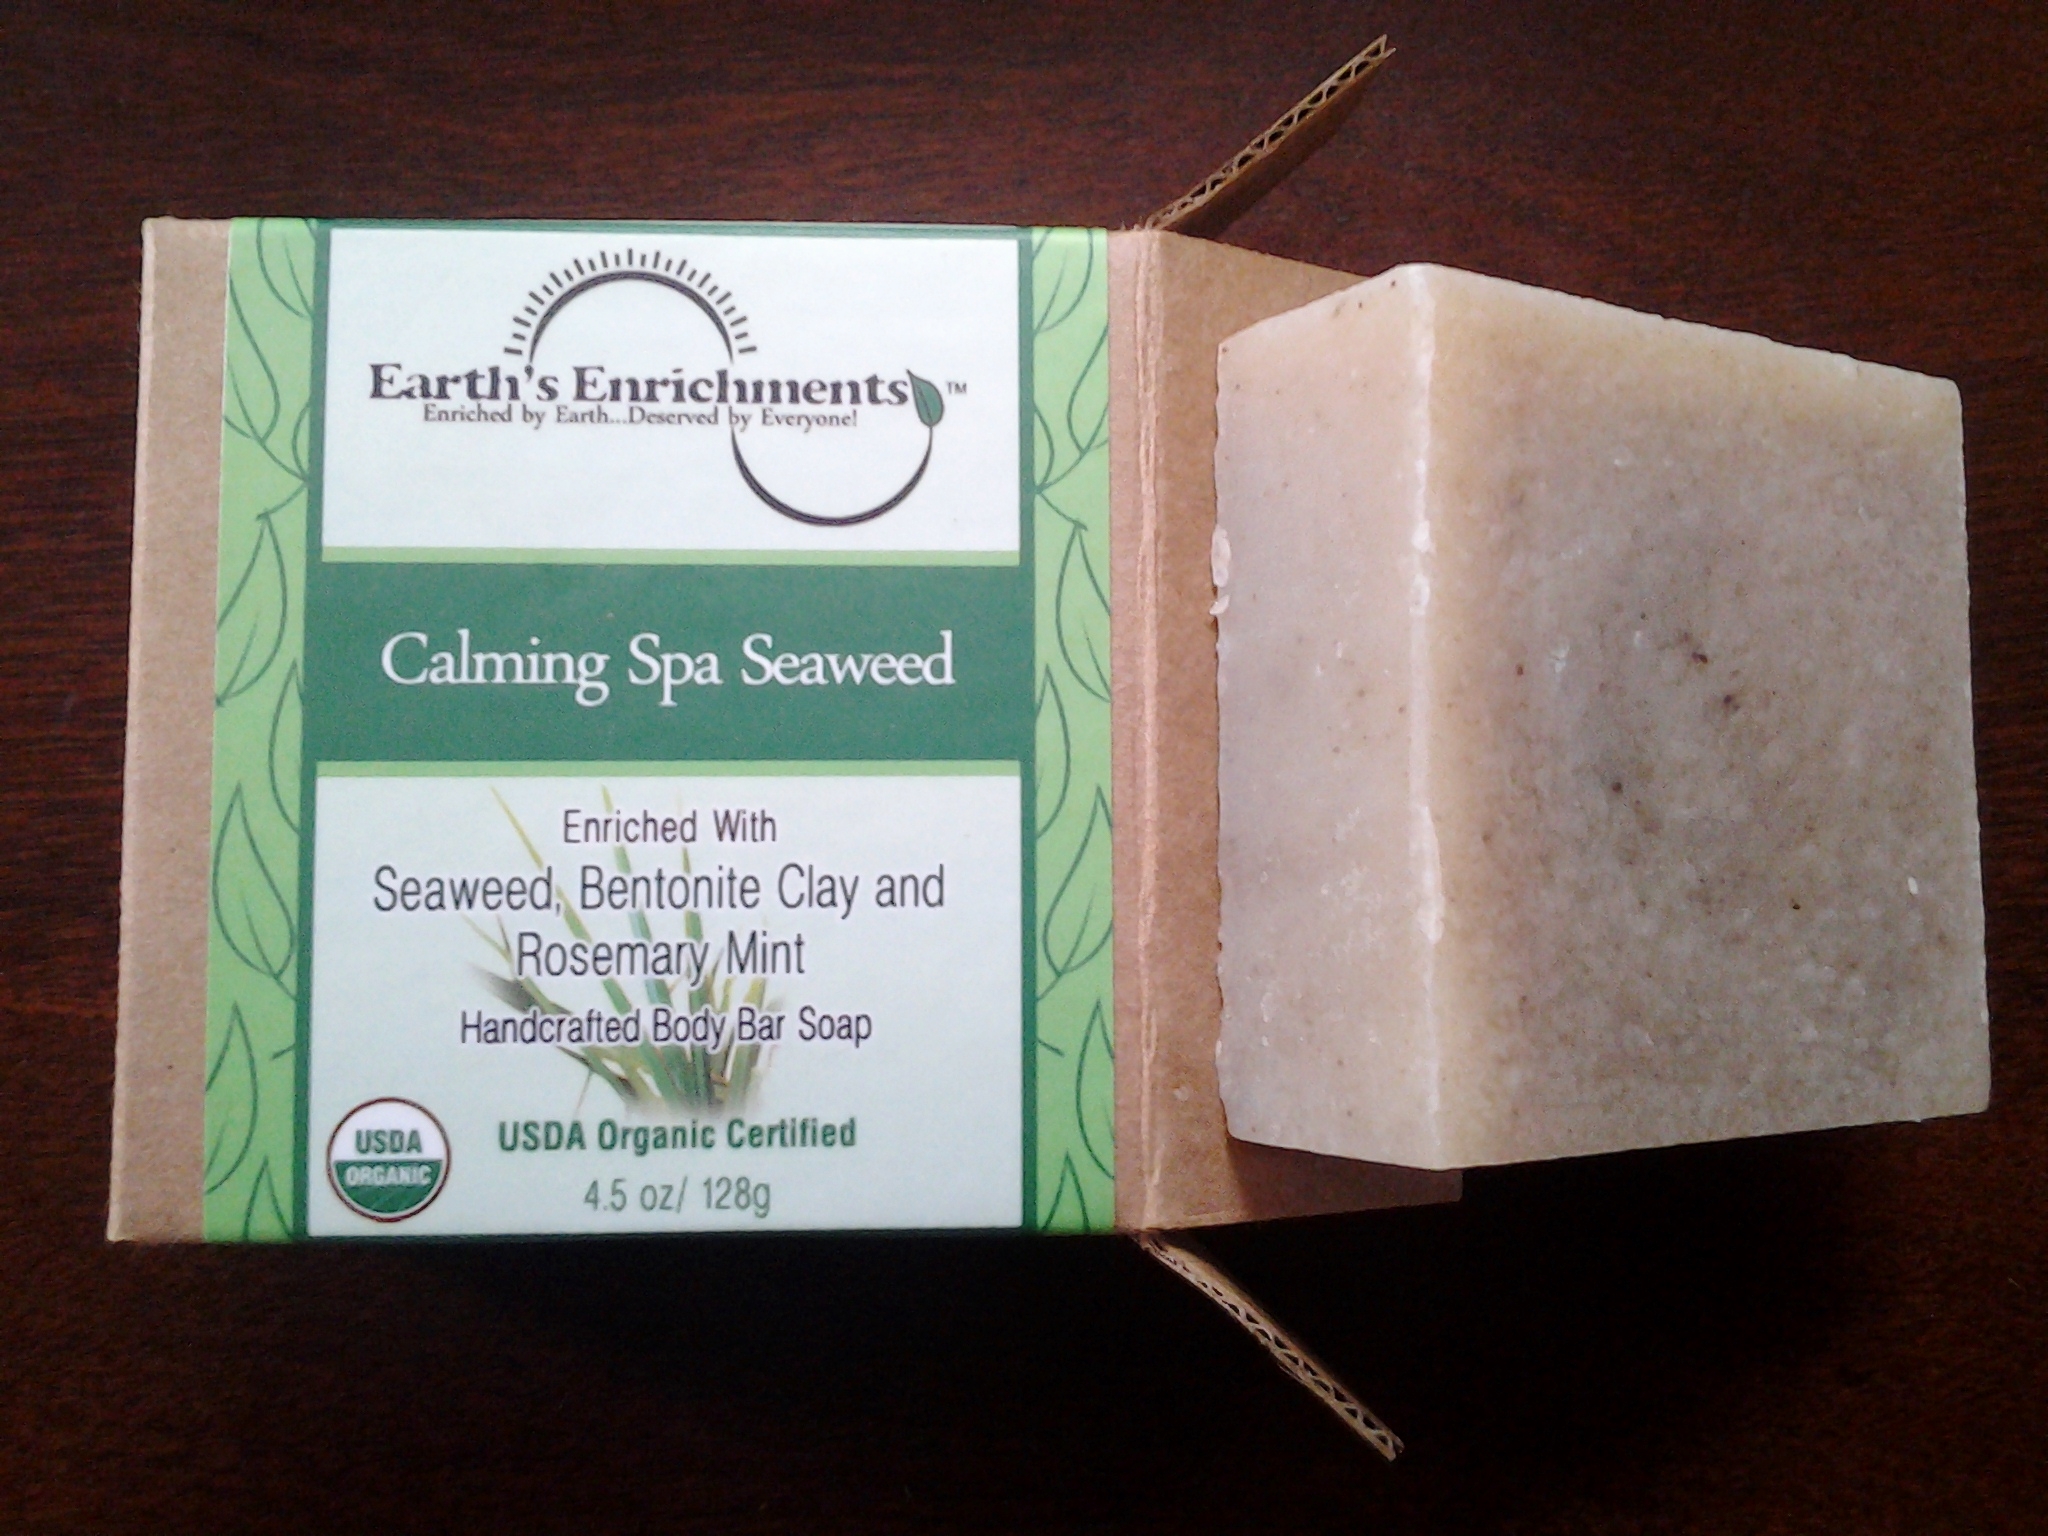 Earth's Enrichments™
Enriched by Earth...Deserved by Everyone!
Calming Spa Seaweed
Enriched With
Seaweed, Bentonite Clay and
Rosemary Mint
Handcrafted Body Bar Soap
USDA
ORGANIC
USDA Organic Certified
4.5 oz/ 128g